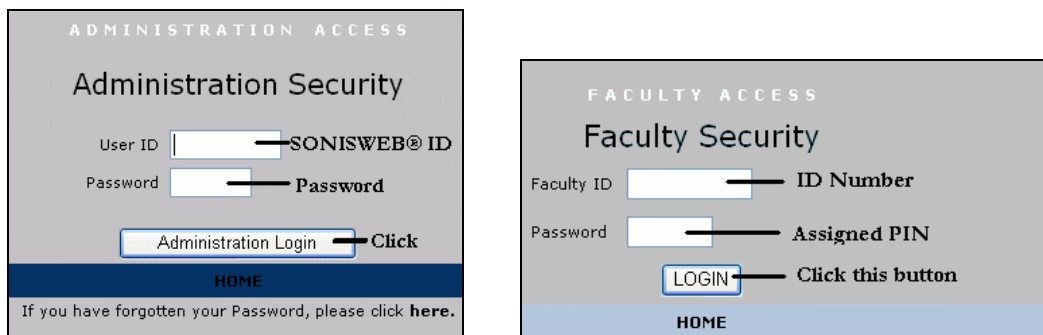 ADMINISTRATION ACCESS
Administration Security
User ID SONISWEB® ID
Password Password
Administration Login Click
HOME
If you have forgotten your Password, please click here.
FACULTY ACCESS
Faculty Security
Faculty ID ID Number
Password Assigned PIN
LOGIN Click this button
HOME